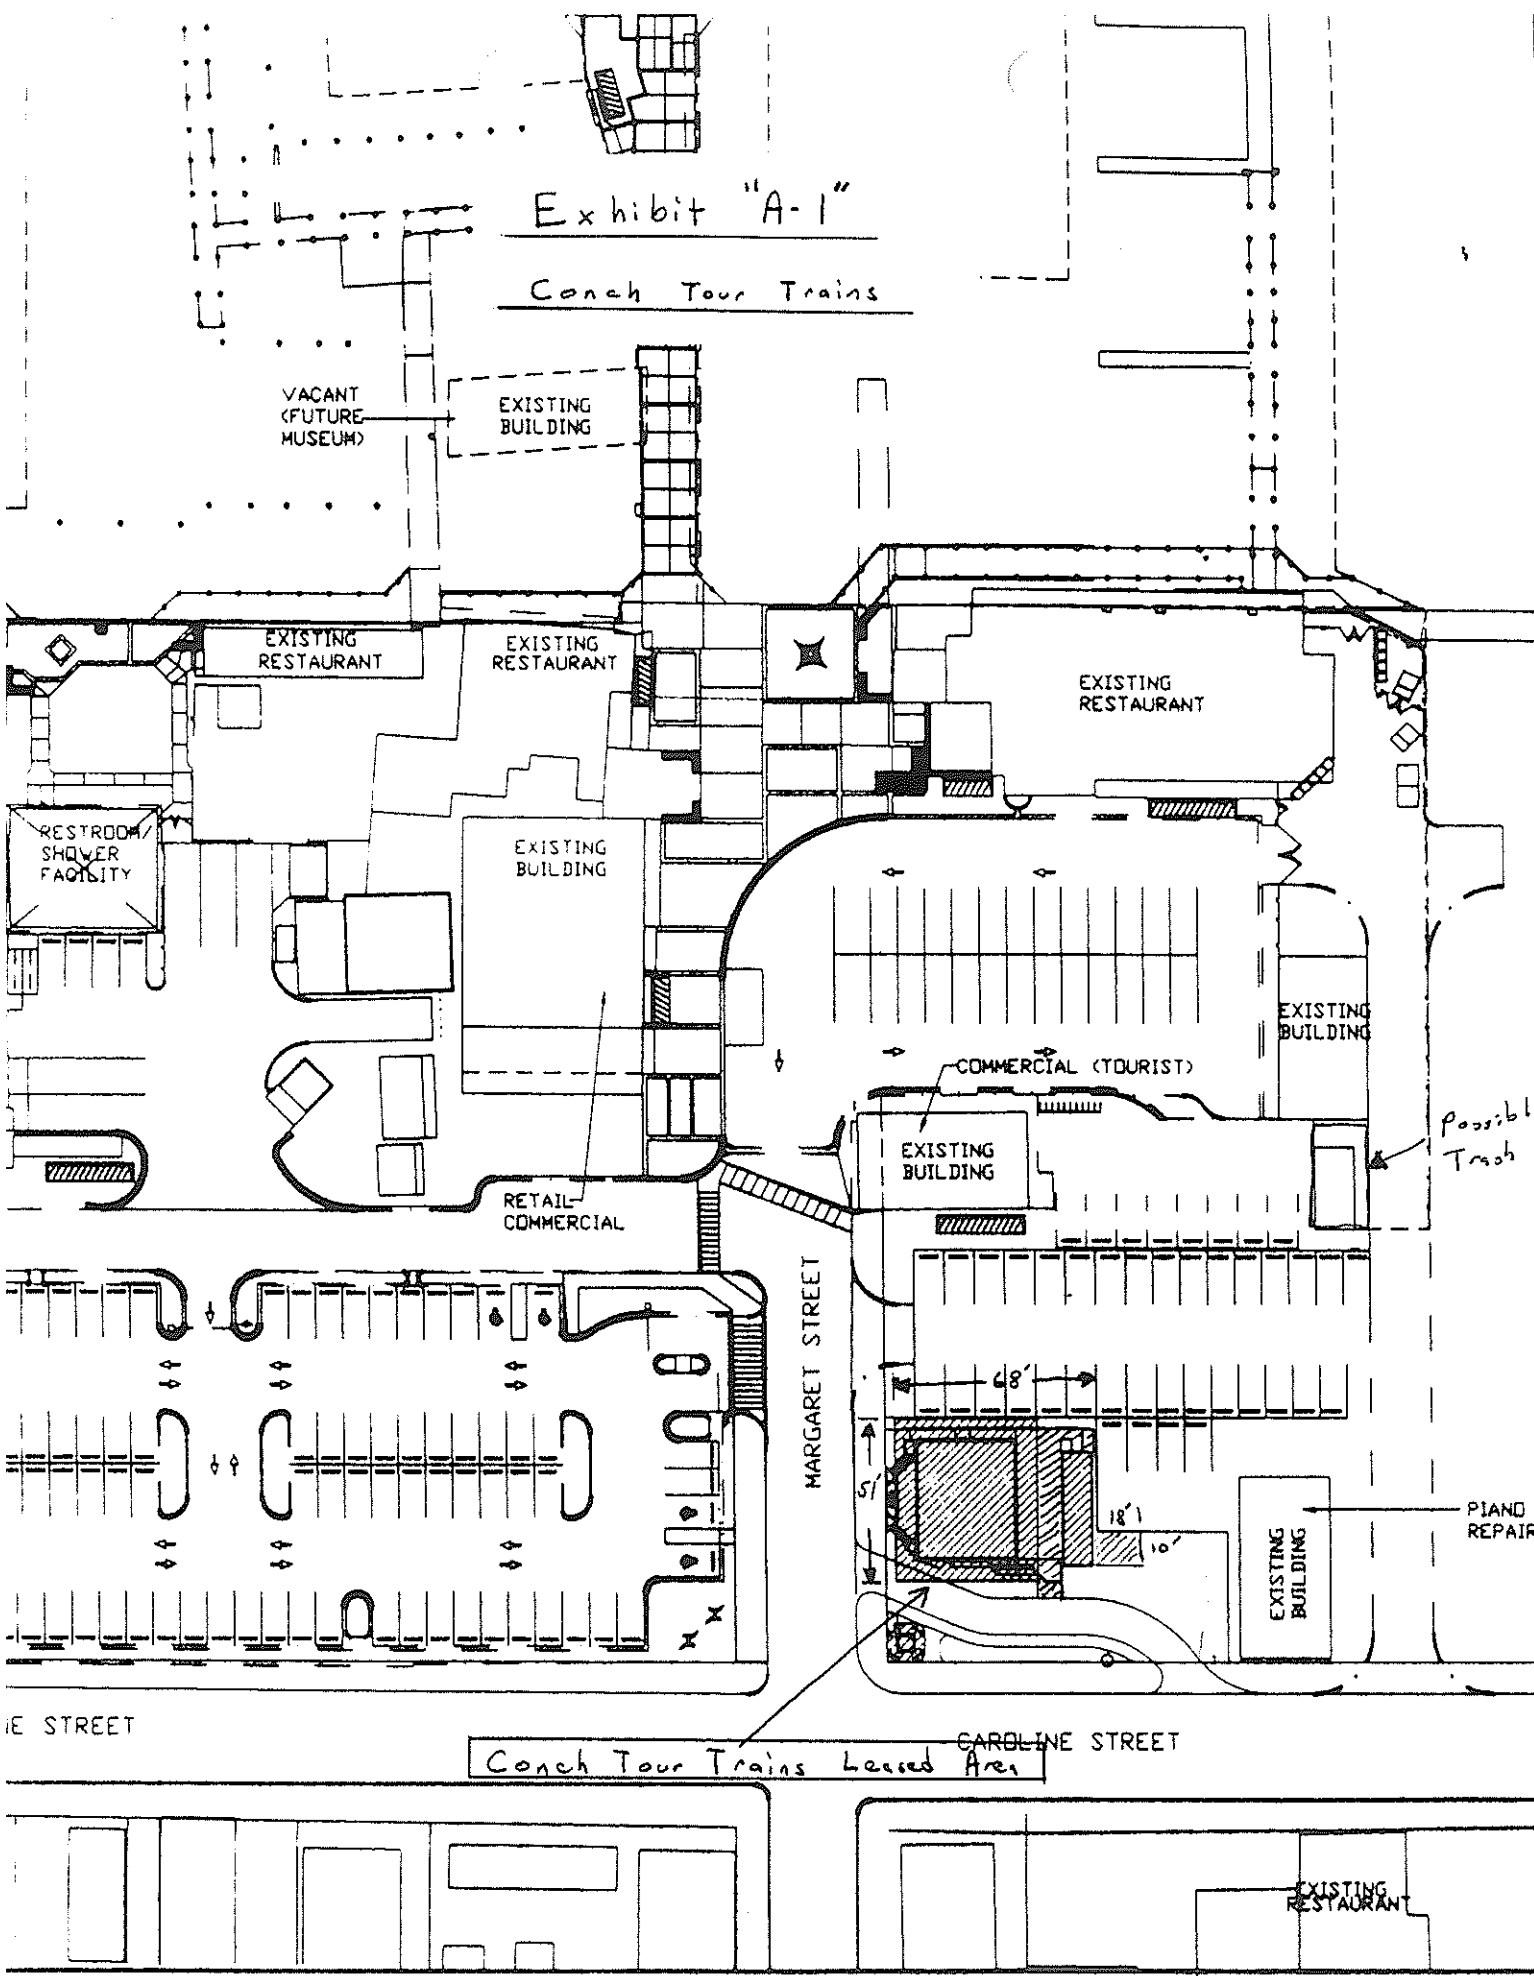 Exhibit "A-1"
Conch Tour Trains
VACANT
(FUTURE
MUSEUM)
EXISTING
BUILDING
EXISTING
RESTAURANT
EXISTING
RESTAURANT
EXISTING
RESTAURANT
RESTROOM/
SHOWER
FACILITY
EXISTING
BUILDING
EXISTING
BUILDING
COMMERCIAL (TOURIST)
EXISTING
BUILDING
Possibl
Trash
RETAIL
COMMERCIAL
MARGARET STREET
68'
51'
18'
10'
PIANO
REPAIR
EXISTING
BUILDING
NE STREET
CAROLINE STREET
Conch Tour Trains Leased Area
EXISTING
RESTAURANT